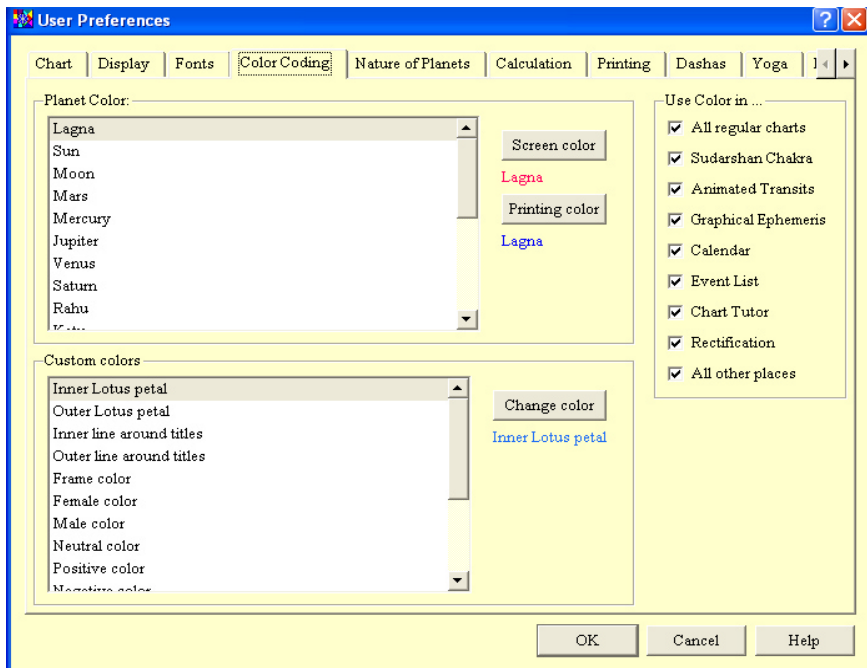 User Preferences
Chart Display Fonts Color Coding Nature of Planets Calculation Printing Dashas Yoga
Planet Color:
Lagna
Sun
Moon
Mars
Mercury
Jupiter
Venus
Saturn
Rahu
Screen color
Lagna
Printing color
Lagna
Use Color in ...
All regular charts
Sudarshan Chakra
Animated Transits
Graphical Ephemeris
Calendar
Event List
Chart Tutor
Rectification
All other places
Custom colors
Inner Lotus petal
Outer Lotus petal
Inner line around titles
Outer line around titles
Frame color
Female color
Male color
Neutral color
Positive color
Negative color
Change color
Inner Lotus petal
OK Cancel Help